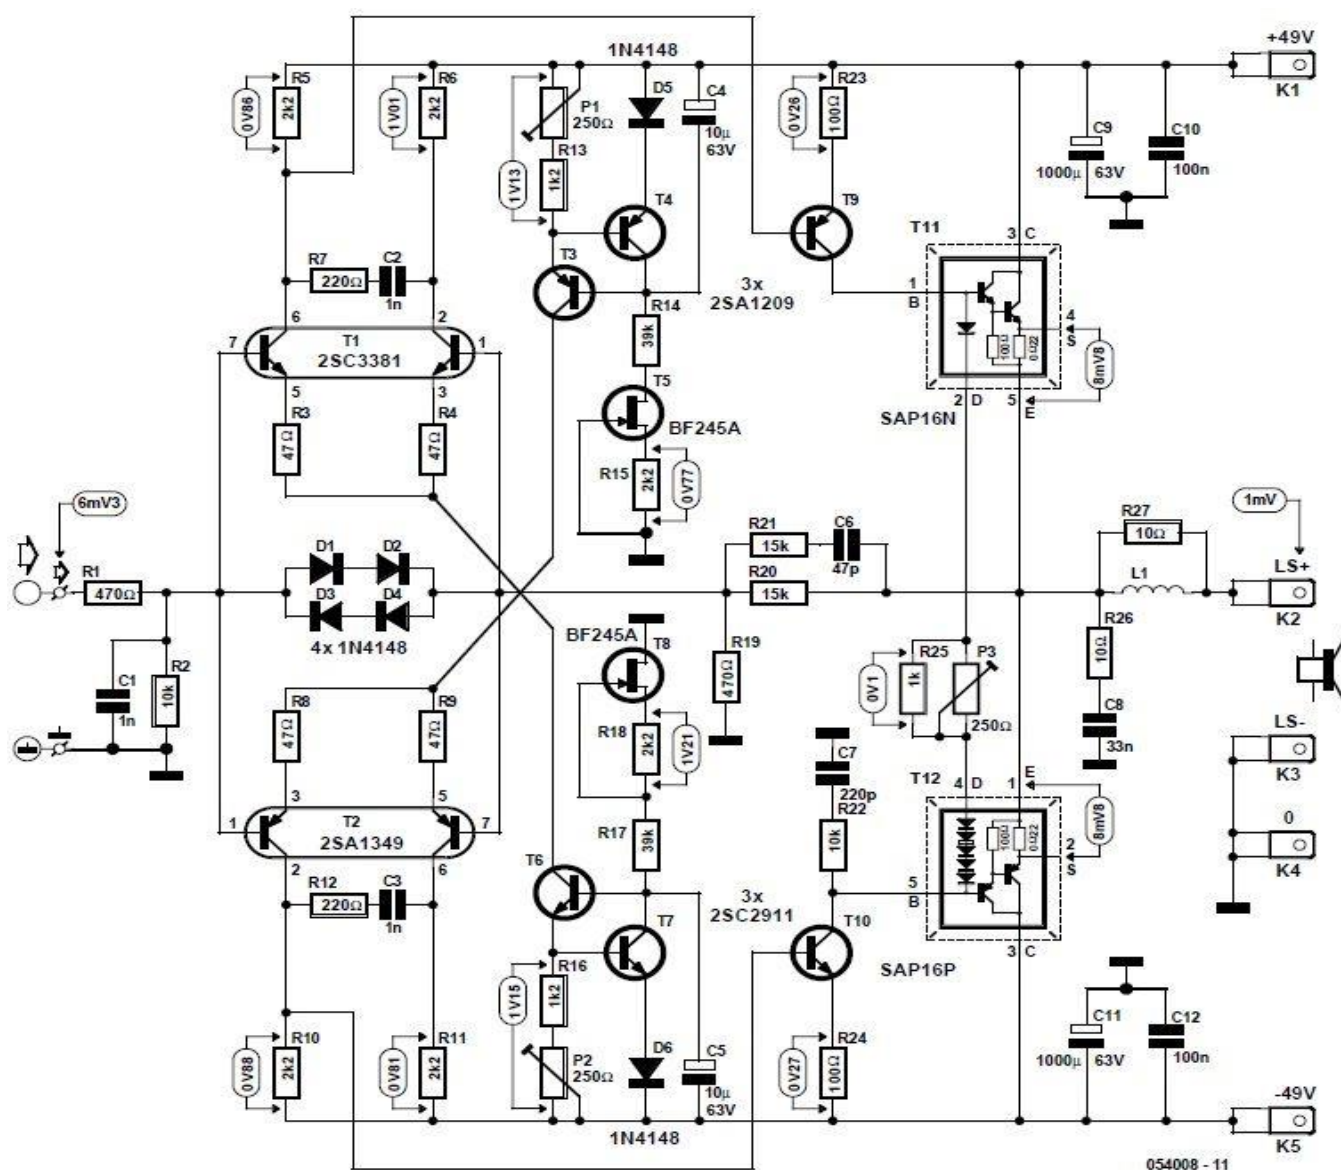 +49V
K1
1N4148
R5
2k2
0V86
R6
2k2
1V01
P1
250Ω
R13
1k2
1V13
D5
C4
10µ
63V
R23
100Ω
0V26
C9
1000µ
63V
C10
100n
T4
T3
T9
T11
3 C
1
B
4
S
8mV8
100Ω
0Ω22
2 D
5
E
SAP16N
3x
2SA1209
R7
220Ω
C2
1n
6
2
7
1
T1
2SC3381
5
3
R3
47Ω
R4
47Ω
R14
39k
T5
BF245A
R15
2k2
0V77
6mV3
R1
470Ω
D1
D2
D3
D4
4x 1N4148
R21
15k
C6
47p
R20
15k
R27
10Ω
L1
1mV
LS+
K2
R26
10Ω
C8
33n
LS-
K3
0
K4
C1
1n
R2
10k
BF245A
T8
R19
470Ω
R18
2k2
1V21
R25
1k
0V1
P3
250Ω
R8
47Ω
R9
47Ω
3
5
1
7
T2
2SA1349
2
6
R12
220Ω
C3
1n
R17
39k
C7
220p
R22
10k
T12
4 D
1
E
2
S
8mV8
100Ω
0Ω22
5
B
3 C
SAP16P
T6
T7
3x
2SC2911
T10
R16
1k2
1V15
P2
250Ω
D6
C5
10µ
63V
R24
100Ω
0V27
R10
2k2
0V88
R11
2k2
0V81
C11
1000µ
63V
C12
100n
1N4148
-49V
K5
054008 - 11